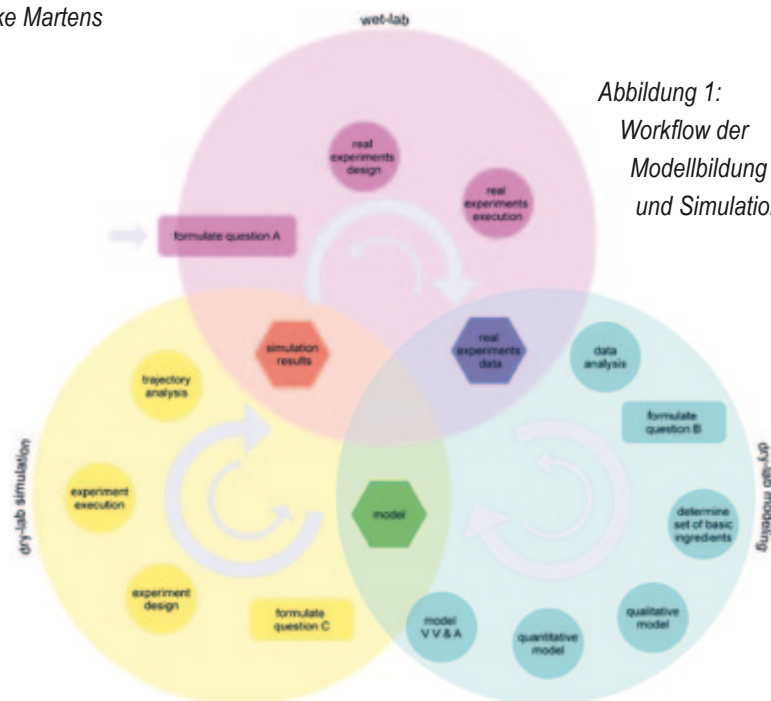 ke Martens
wet-lab
Abbildung 1:
Workflow der
Modellbildung
und Simulation
real
experiments
design
real
experiments
execution
formulate question A
simulation
results
real
experiments
data
data
analysis
trajectory
analysis
formulate
question B
dry-lab simulation
experiment
execution
model
determine
set of basic
ingredients
dry-lab modeling
experiment
design
formulate
question C
model
V V & A
quantitative
model
qualitative
model